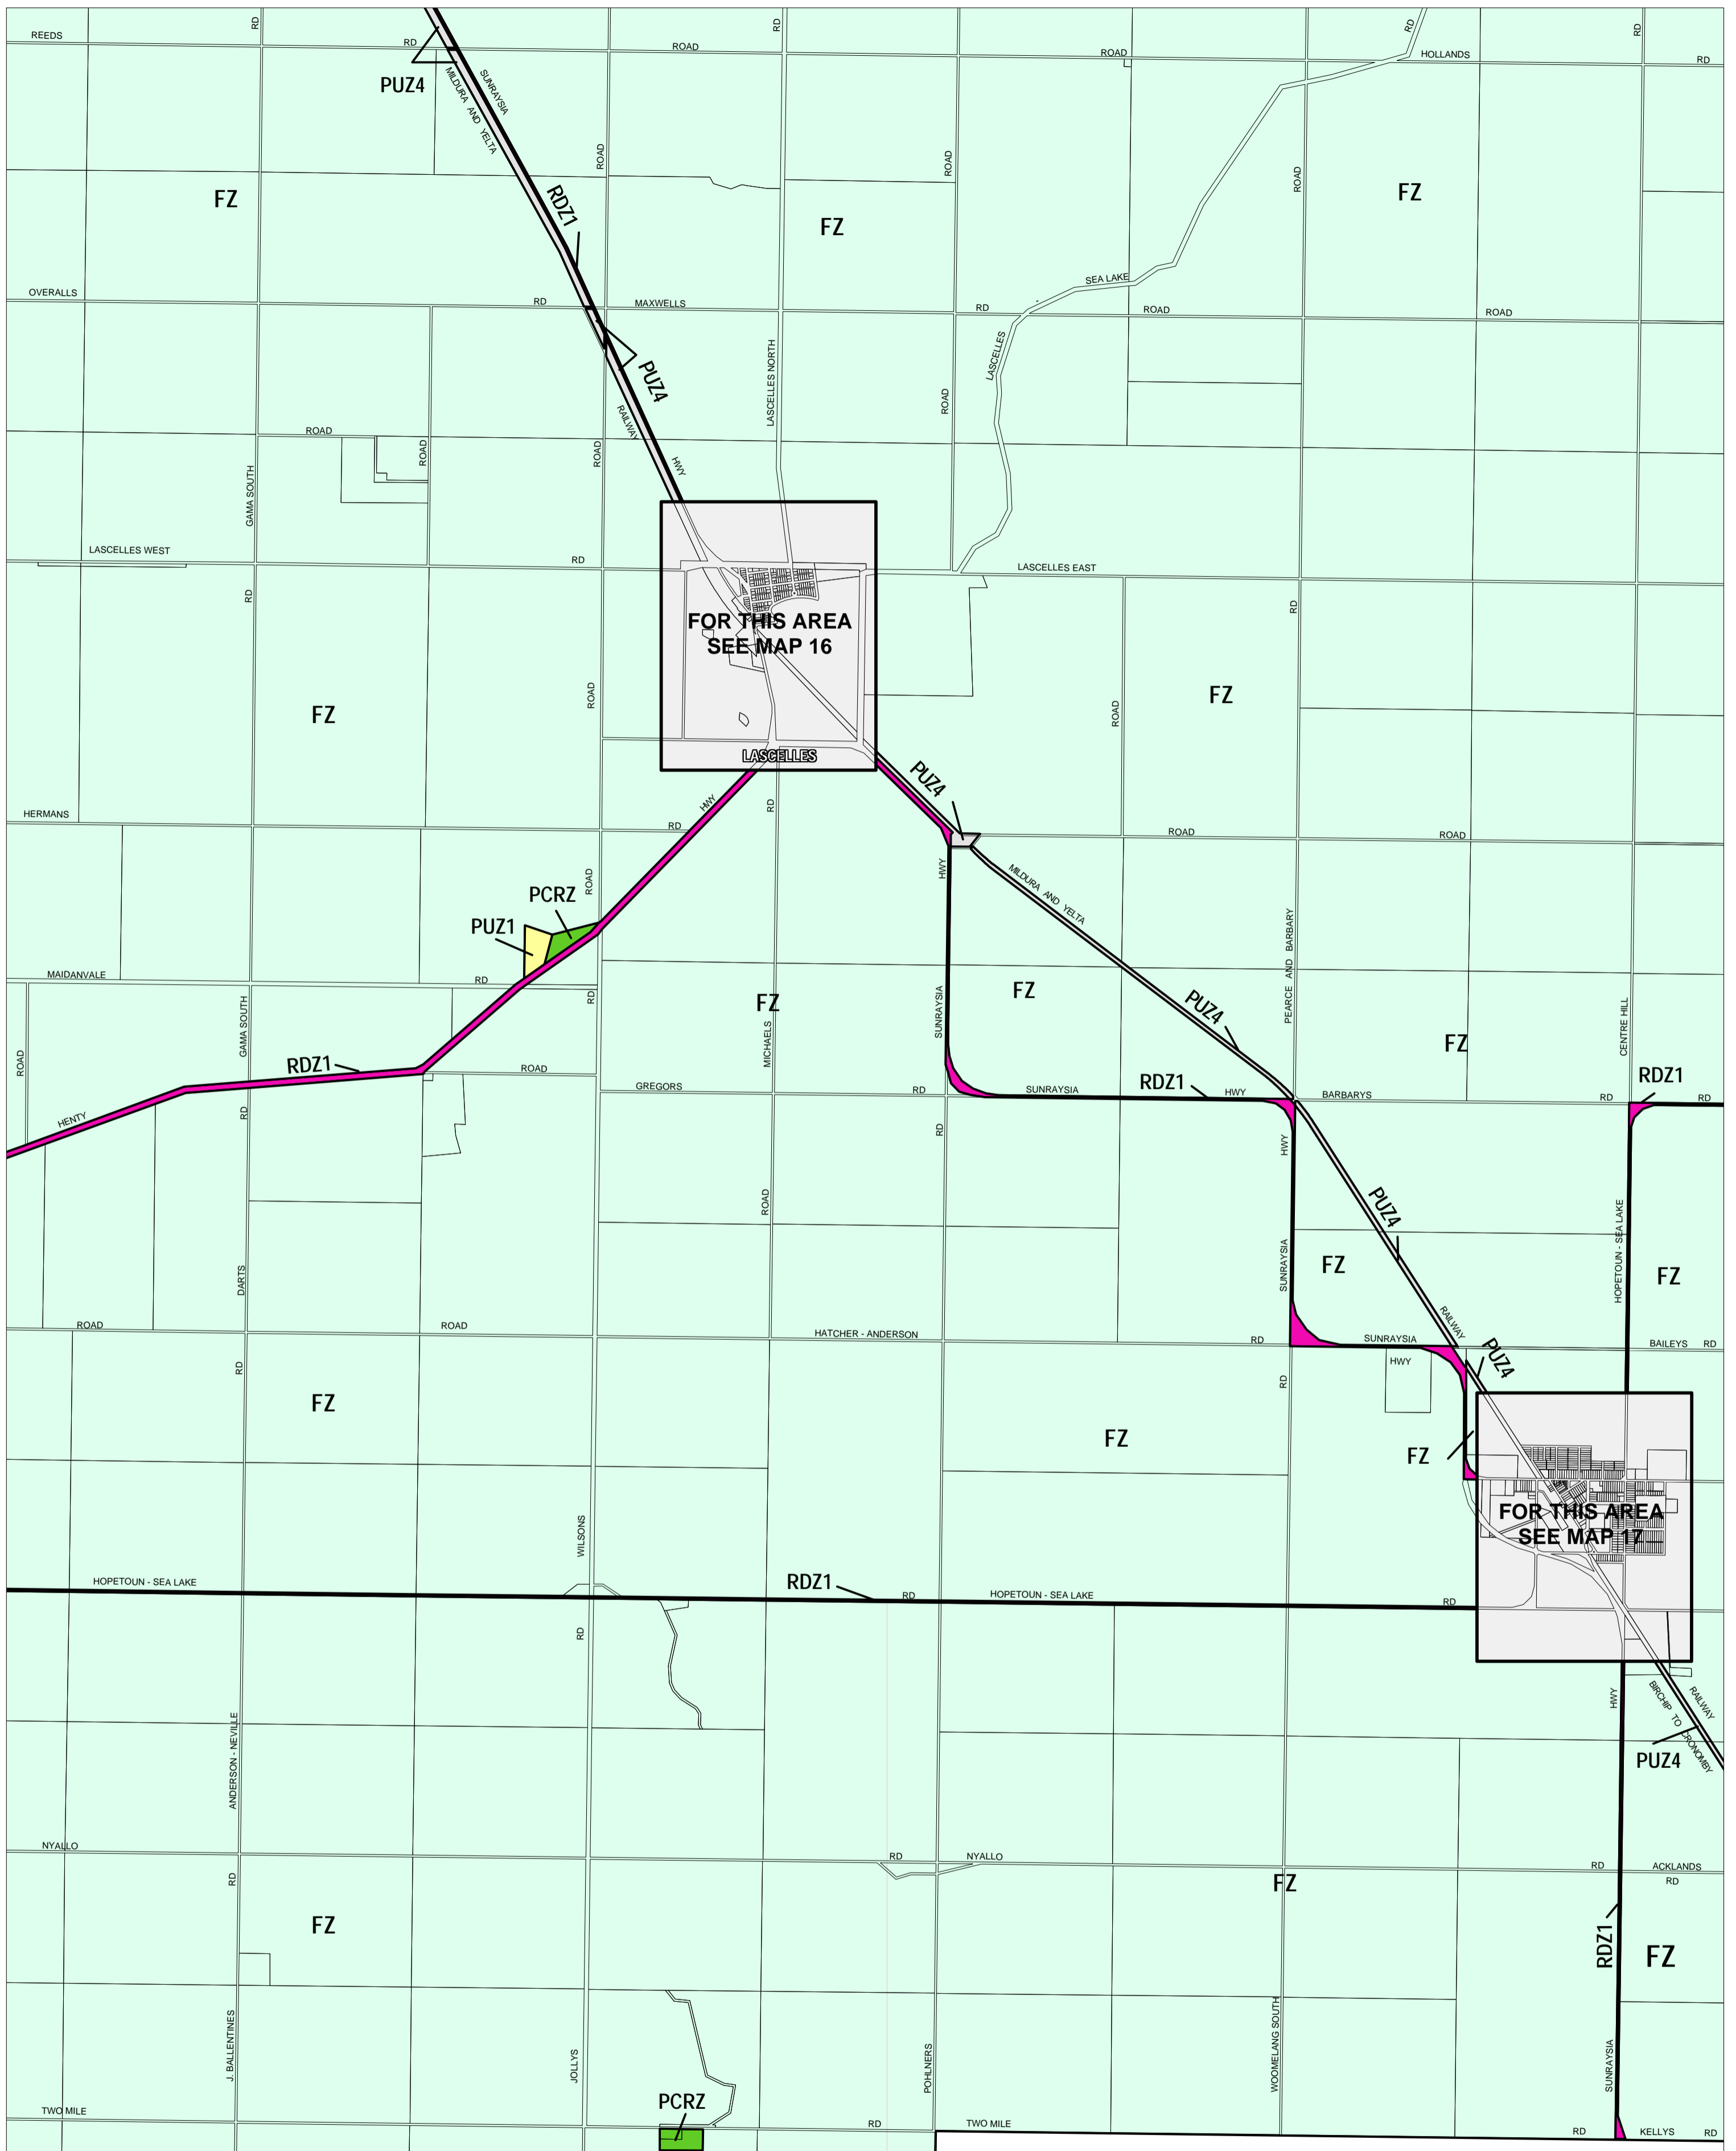 RD
RD
RD
RD
REEDS
RD
ROAD
ROAD
HOLLANDS
RD
PUZ4
SUNRAYSIA
MILDURA AND YELTA
ROAD
ROAD
ROAD
FZ
RDZ1
FZ
FZ
SEA LAKE
OVERALLS
RD
MAXWELLS
RD
ROAD
ROAD
PUZ4
LASCELLES NORTH
LASCELLES
RAILWAY
ROAD
ROAD
ROAD
ROAD
HWY
GAMA SOUTH
LASCELLES WEST
RD
LASCELLES EAST
RD
RD
FOR THIS AREA
SEE MAP 16
FZ
ROAD
ROAD
FZ
LASCELLES
PUZ4
HWY
RD
HERMANS
RD
ROAD
ROAD
HWY
MILDURA AND YELTA
PCRZ
ROAD
PUZ1
PEARCE AND BARBARY
MAIDANVALE
RD
RD
FZ
FZ
PUZ4
GAMA SOUTH
SUNRAYSIA
MICHAELS
CENTRE HILL
FZ
ROAD
RDZ1
ROAD
GREGORS
RD
SUNRAYSIA
RDZ1
HWY
BARBARYS
RD
RDZ1
RD
HENTY
RD
RD
HWY
ROAD
PUZ4
DARTS
SUNRAYSIA
HOPETOUN - SEA LAKE
FZ
FZ
ROAD
ROAD
HATCHER - ANDERSON
RD
SUNRAYSIA
RAILWAY
BAILEYS RD
HWY
PUZ4
RD
RD
FZ
FZ
FZ
FOR THIS AREA
SEE MAP 17
WILSONS
HOPETOUN - SEA LAKE
RDZ1
RD
HOPETOUN - SEA LAKE
RD
RD
HWY
RAILWAY
BIRCHIP TO CRONOMBY
PUZ4
ANDERSON - NEVILLE
NYALLO
RD
NYALLO
RD
ACKLANDS
RD
RD
FZ
FZ
RDZ1
FZ
J. BALLENTINES
JOLLYS
POHLNERS
WOOMELANG SOUTH
SUNRAYSIA
TWO MILE
PCRZ
RD
TWO MILE
RD
KELLYS
RD